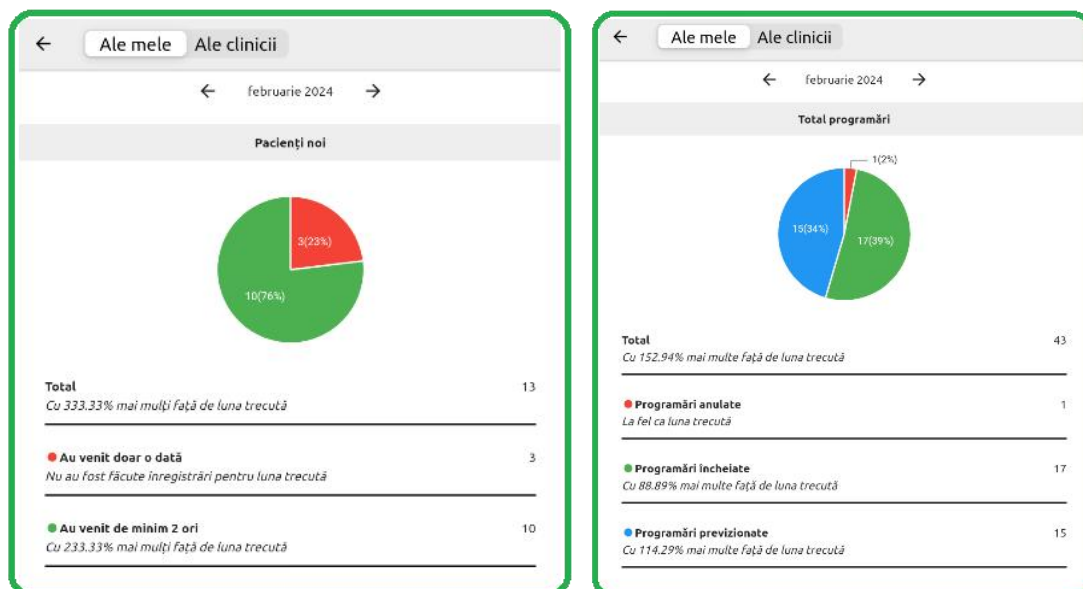 Ale mele Ale clinicii
februarie 2024
Pacienți noi
3(23%)
10(76%)
Total 13
Cu 333.33% mai mulți față de luna trecută
Au venit doar o dată 3
Nu au fost făcute înregistrări pentru luna trecută
Au venit de minim 2 ori 10
Cu 233.33% mai mulți față de luna trecută
Ale mele Ale clinicii
februarie 2024
Total programări
1(2%)
15(34%)
17(39%)
Total 43
Cu 152.94% mai multe față de luna trecută
Programări anulate 1
La fel ca luna trecută
Programări încheiate 17
Cu 88.89% mai multe față de luna trecută
Programări previzionate 15
Cu 114.29% mai multe față de luna trecută